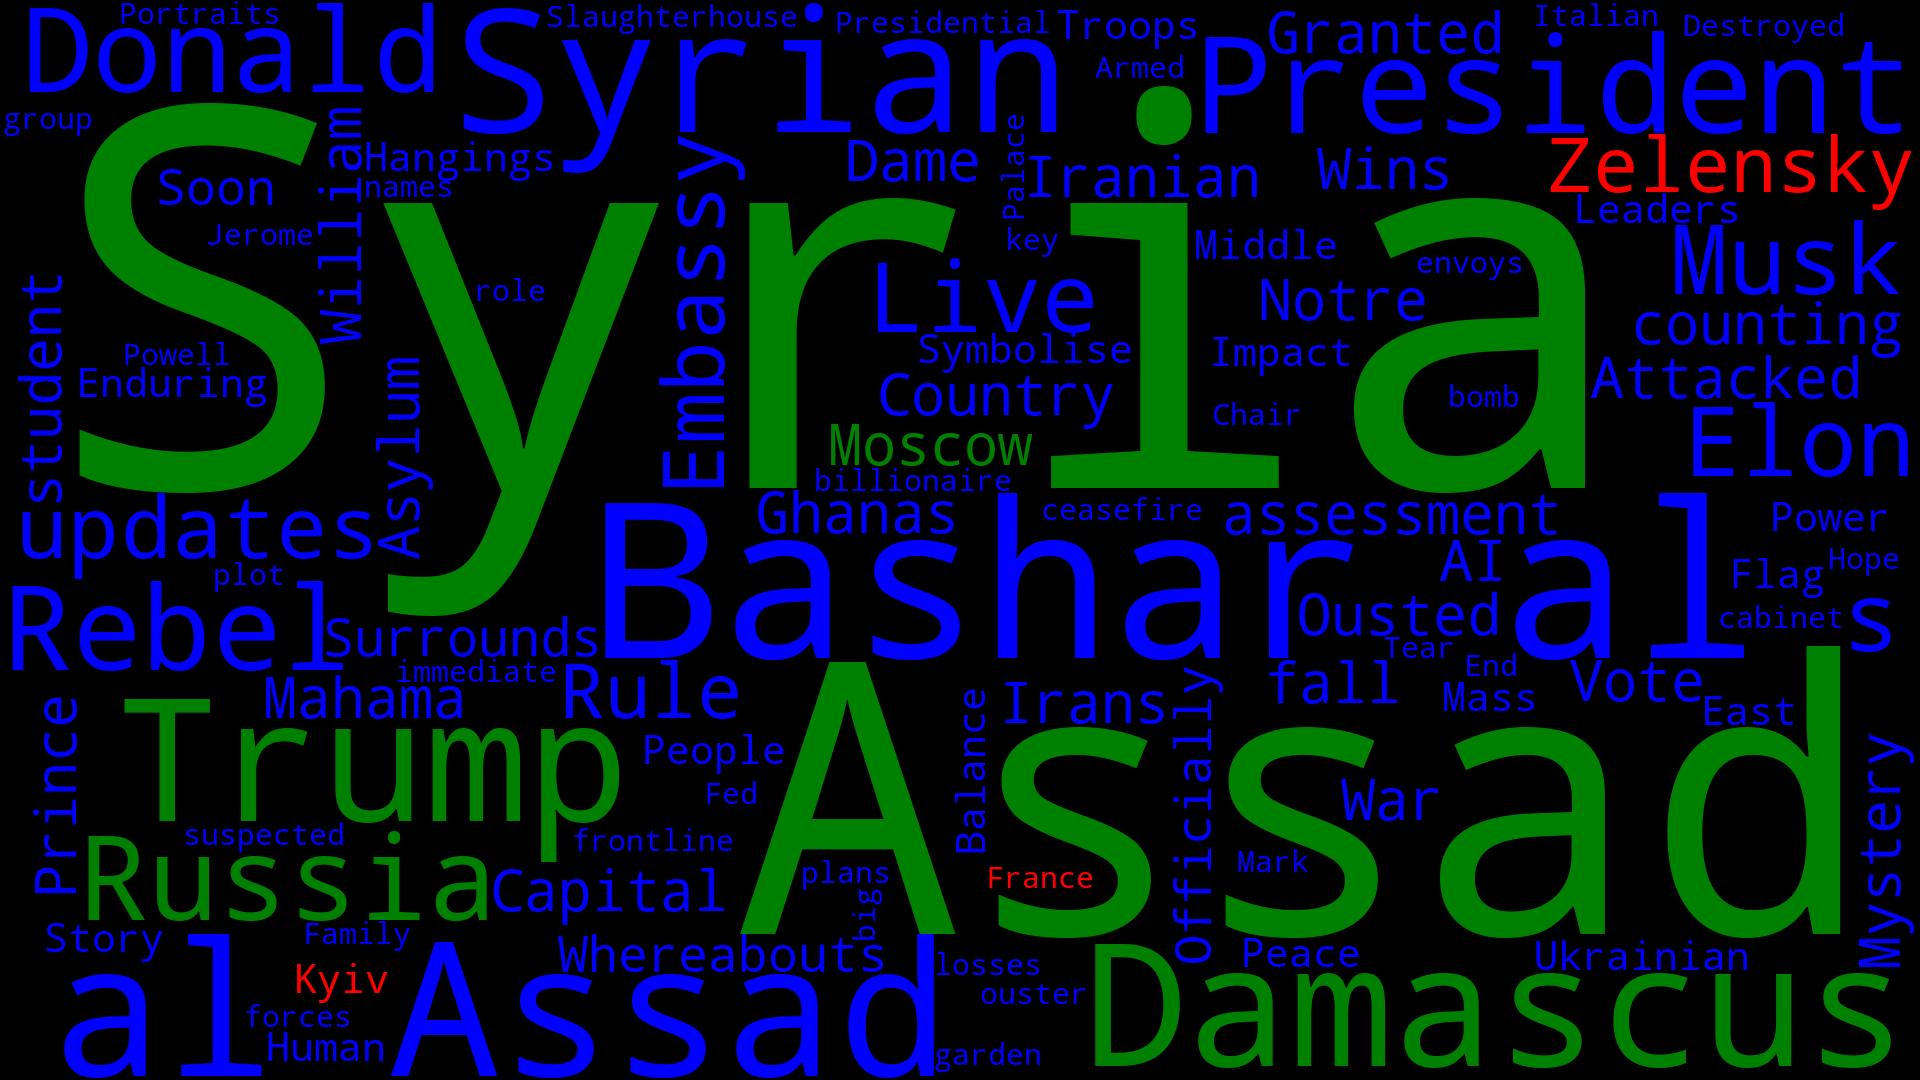 Portraits
Donald
Syrian
Slaughterhouse
Presidential
Troops
Granted
Italian
Destroyed
Armed
President
group
William
Hangings
names
Soon
Jerome
Syria
Embassy
Dame
Palace
Iranian
Wins
Zelensky
Leaders
key
Middle
envoys
Musk
role
Live
Notre
counting
student
Powell
Enduring
Asylum
Symbolise
Impact
Country
Chair
bomb
Attacked
Moscow
Elon
billionaire
updates
Ghanas
ceasefire
assessment
Power
Bashar
al
AI
Flag
Hope
plot
Rebel
Surrounds
Ousted
cabinet
s
immediate
Tear
End
Mahama
Rule
Irans
fall
Mass
Vote
East
Prince
Trump
People
Assad
Balance
Officially
Mystery
Fed
War
suspected
frontline
Russia
Capital
plans
France
Mark
big
Story
Family
Whereabouts
Peace
Ukrainian
al Assad
Kyiv
losses
ouster
Damascus
forces
Human
garden